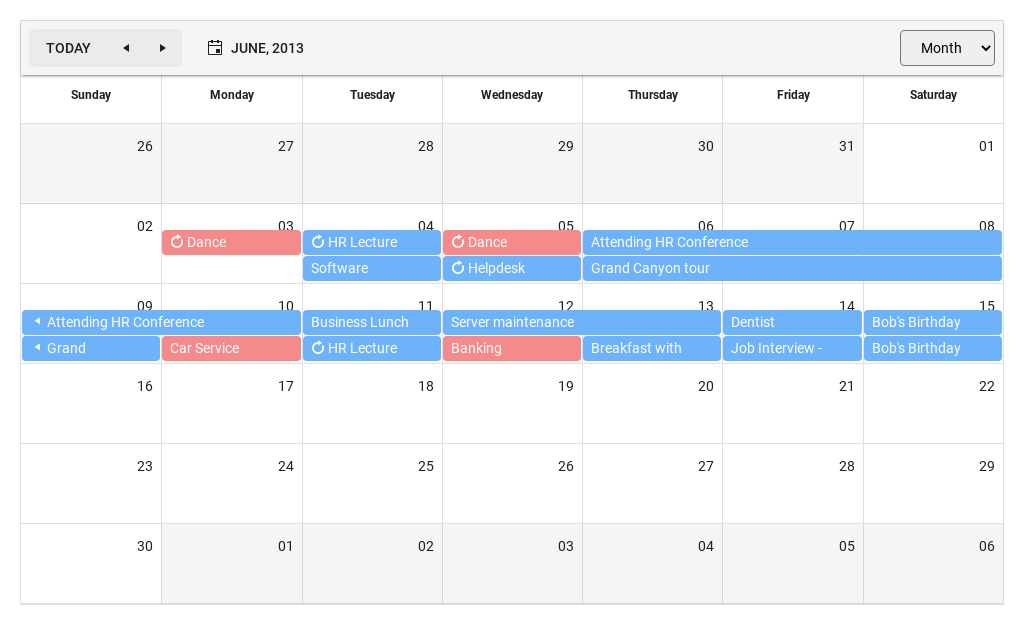 TODAY JUNE, 2013 Month
Sunday Monday Tuesday Wednesday Thursday Friday Saturday
26 27 28 29 30 31 01
02 03 04 05 06 07 08
Dance HR Lecture Dance Attending HR Conference
Software Helpdesk Grand Canyon tour
09 10 11 12 13 14 15
Attending HR Conference Business Lunch Server maintenance Dentist Bob's Birthday
Grand Car Service HR Lecture Banking Breakfast with Job Interview - Bob's Birthday
16 17 18 19 20 21 22
23 24 25 26 27 28 29
30 01 02 03 04 05 06